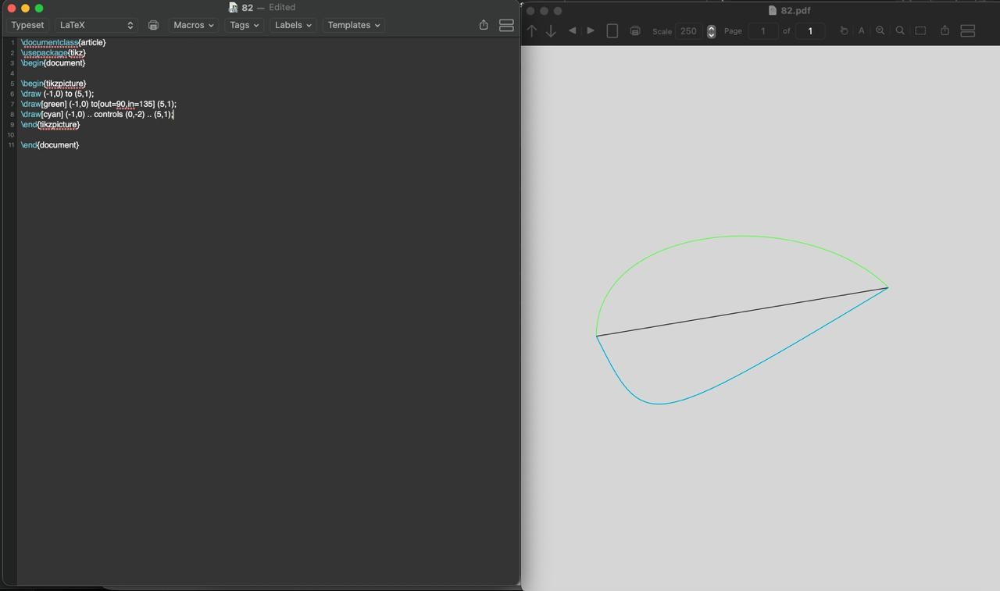 82 — Edited
Typeset LaTeX Macros Tags Labels Templates
1 \documentclass{article}
2 \usepackage{tikz}
3 \begin{document}
4
5 \begin{tikzpicture}
6 \draw (-1,0) to (5,1);
7 \draw[green] (-1,0) to[out=90,in=135] (5,1);
8 \draw[cyan] (-1,0) .. controls (0,-2) .. (5,1);
9 \end{tikzpicture}
10
11 \end{document}
82.pdf
Scale 250 Page 1 of 1 A